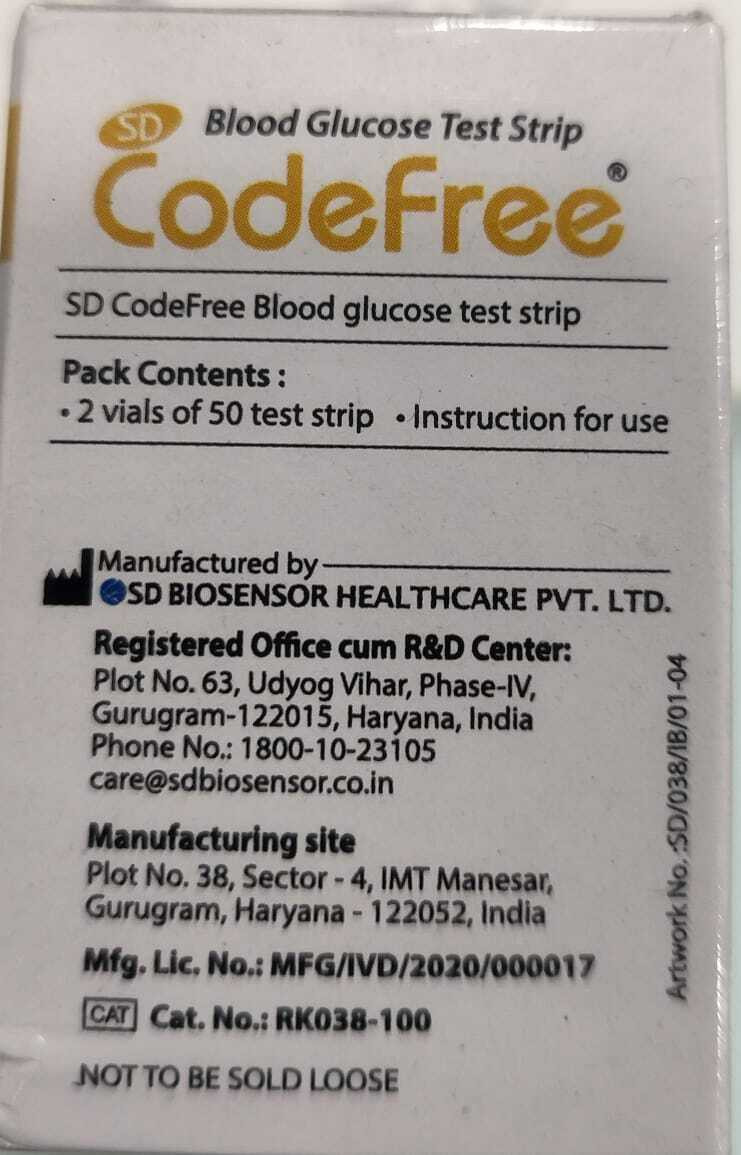 SD Blood Glucose Test Strip
CodeFree®
SD CodeFree Blood glucose test strip
Pack Contents :
• 2 vials of 50 test strip • Instruction for use
Manufactured by
SD BIOSENSOR HEALTHCARE PVT. LTD.
Registered Office cum R&D Center:
Plot No. 63, Udyog Vihar, Phase-IV,
Gurugram-122015, Haryana, India
Phone No.: 1800-10-23105
care@sdbiosensor.co.in
Manufacturing site
Plot No. 38, Sector - 4, IMT Manesar,
Gurugram, Haryana - 122052, India
Mfg. Lic. No.: MFG/IVD/2020/000017
CAT Cat. No.: RK038-100
NOT TO BE SOLD LOOSE
Artwork No. :SD/038/IB/01-04